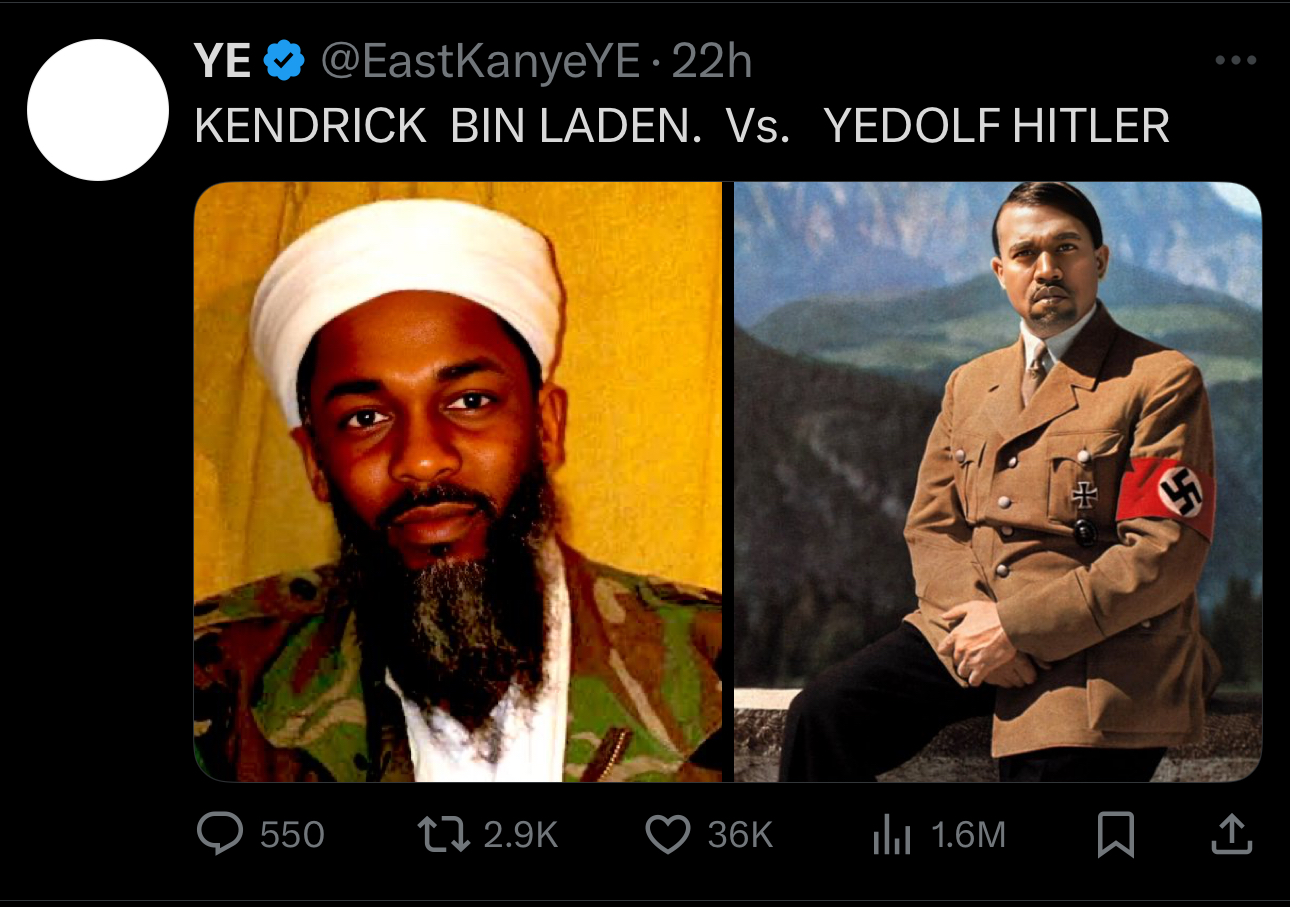 YE @EastKanyeYE · 22h
KENDRICK BIN LADEN. Vs. YEDOLF HITLER
550 2.9K 36K 1.6M